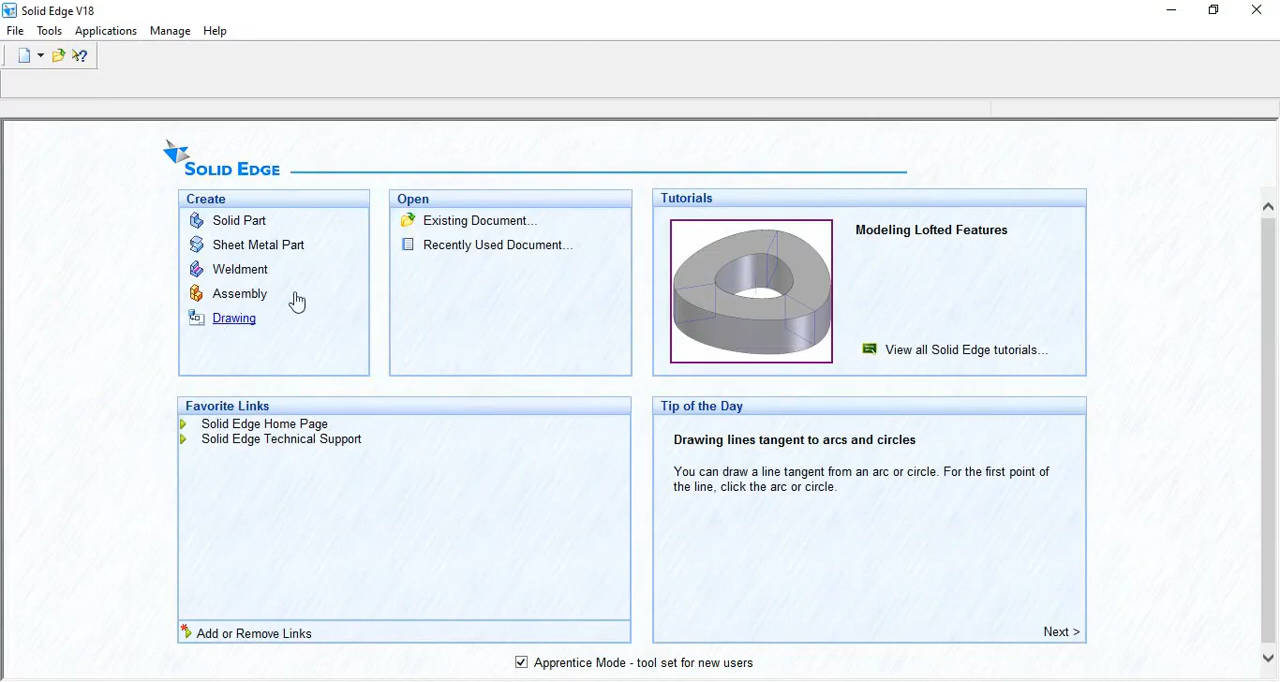 Solid Edge V18
File Tools Applications Manage Help
SOLID EDGE
Create
Solid Part
Sheet Metal Part
Weldment
Assembly
Drawing
Open
Existing Document...
Recently Used Document...
Tutorials
Modeling Lofted Features
View all Solid Edge tutorials...
Favorite Links
Solid Edge Home Page
Solid Edge Technical Support
Add or Remove Links
Tip of the Day
Drawing lines tangent to arcs and circles
You can draw a line tangent from an arc or circle. For the first point of
the line, click the arc or circle.
Next >
Apprentice Mode - tool set for new users